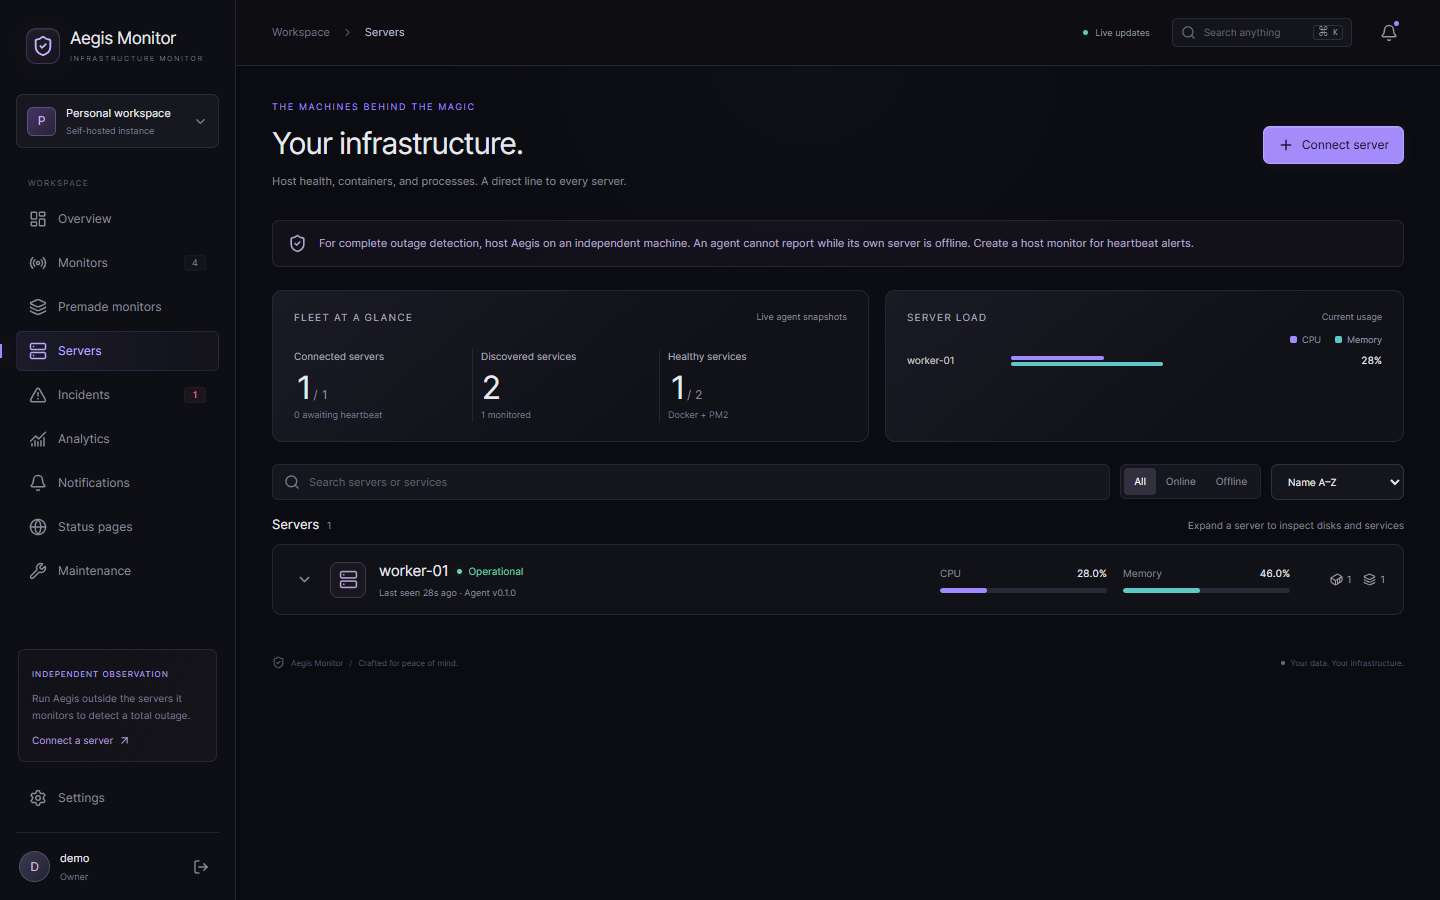 Aegis Monitor
INFRASTRUCTURE MONITOR
P
Personal workspace
Self-hosted instance
WORKSPACE
Overview
Monitors 4
Premade monitors
Servers
Incidents 1
Analytics
Notifications
Status pages
Maintenance
INDEPENDENT OBSERVATION
Run Aegis outside the servers it
monitors to detect a total outage.
Connect a server
Settings
D
demo
Owner
Workspace Servers
Live updates
Search anything ⌘ K
THE MACHINES BEHIND THE MAGIC
Your infrastructure.
Host health, containers, and processes. A direct line to every server.
Connect server
For complete outage detection, host Aegis on an independent machine. An agent cannot report while its own server is offline. Create a host monitor for heartbeat alerts.
FLEET AT A GLANCE Live agent snapshots
Connected servers
1 / 1
0 awaiting heartbeat
Discovered services
2
1 monitored
Healthy services
1 / 2
Docker + PM2
SERVER LOAD Current usage
CPU Memory
worker-01 28%
Search servers or services
All Online Offline
Name A–Z
Servers 1
Expand a server to inspect disks and services
worker-01 Operational
Last seen 28s ago · Agent v0.1.0
CPU 28.0%
Memory 46.0%
1 1
Aegis Monitor / Crafted for peace of mind.
Your data. Your infrastructure.